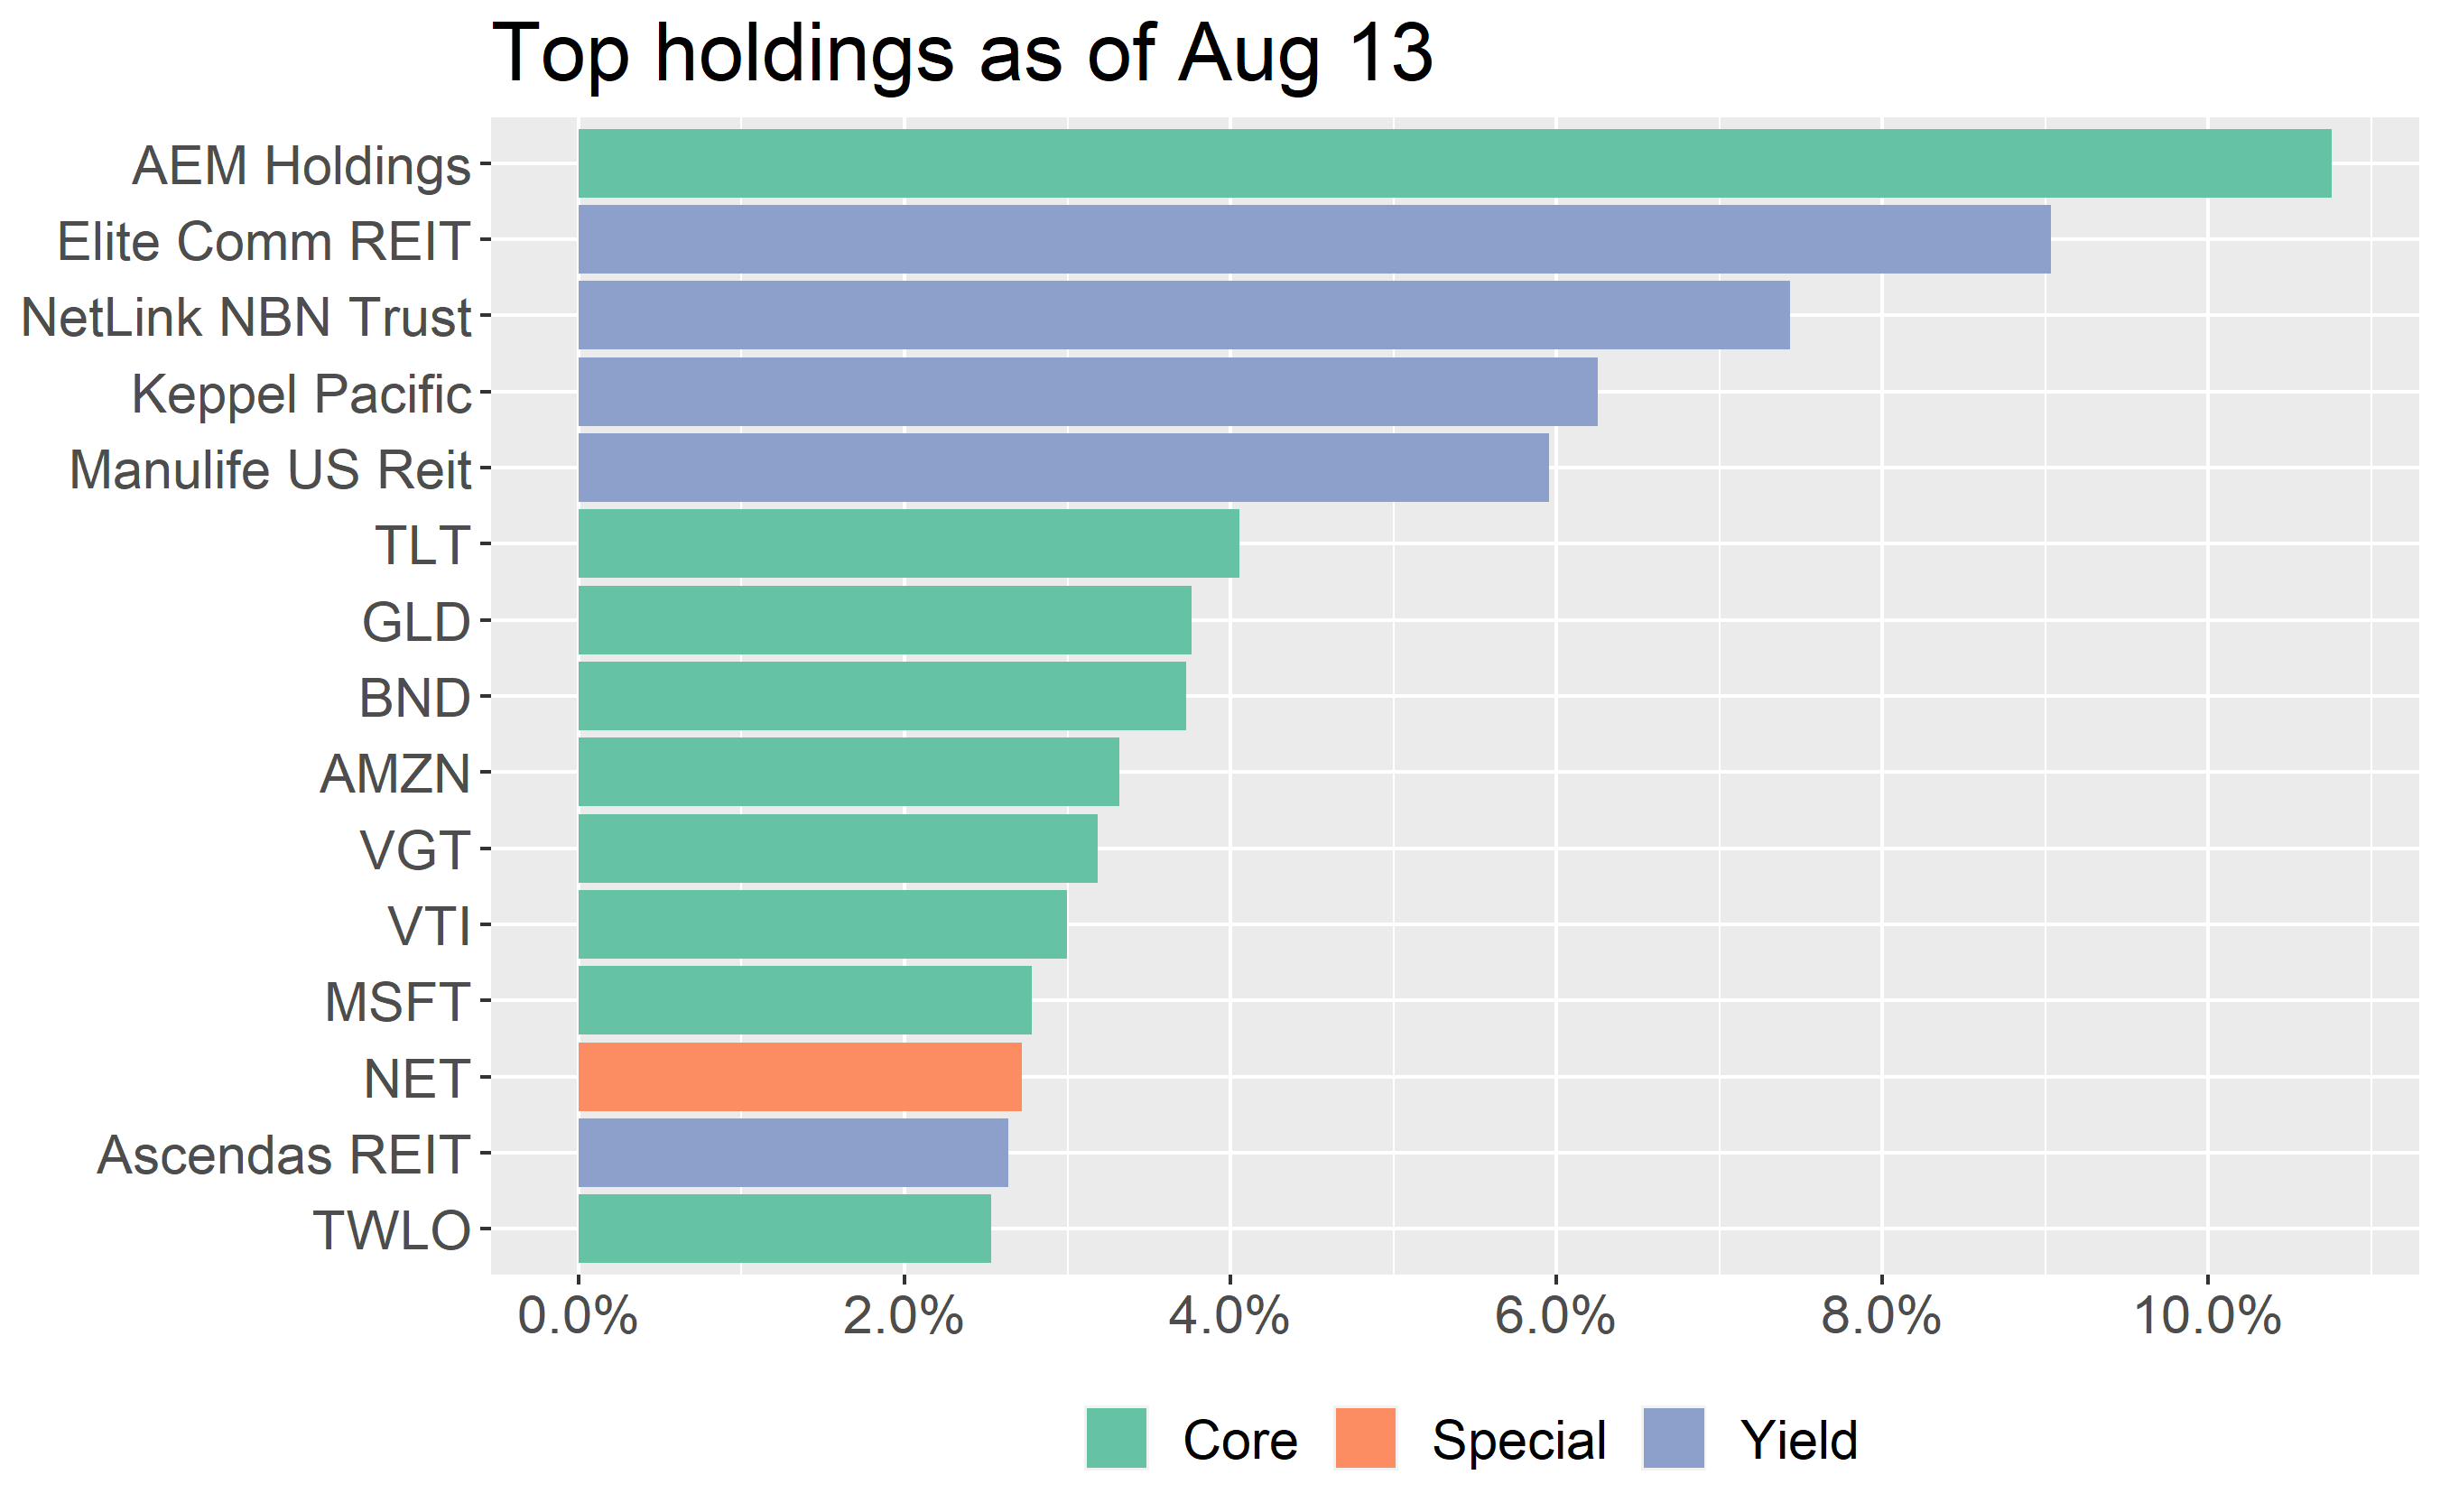 Top holdings as of Aug 13
AEM Holdings
Elite Comm REIT
NetLink NBN Trust
Keppel Pacific
Manulife US Reit
TLT
GLD
BND
AMZN
VGT
VTI
MSFT
NET
Ascendas REIT
TWLO
0.0% 2.0% 4.0% 6.0% 8.0% 10.0%
Core Special Yield